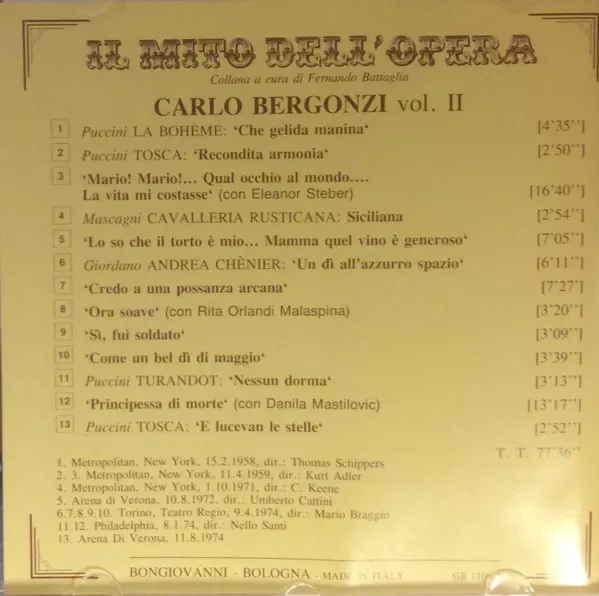 IL MITO DELL'OPERA
Collana a cura di Fernando Battaglia
CARLO BERGONZI vol. II
1 Puccini LA BOHÈME: ‘Che gelida manina‘ [4'35'']
2 Puccini TOSCA: ‘Recondita armonia‘ [2'50'']
3 ‘Mario! Mario!... Qual occhio al mondo....
La vita mi costasse‘ (con Eleanor Steber) [16'40'']
4 Mascagni CAVALLERIA RUSTICANA: Siciliana [2'54'']
5 ‘Lo so che il torto è mio... Mamma quel vino è generoso‘ [7'05'']
6 Giordano ANDREA CHÈNIER: ‘Un dì all'azzurro spazio‘ [6'11'']
7 ‘Credo a una possanza arcana‘ [7'27']
8 ‘Ora soave‘ (con Rita Orlandi Malaspina) [3'20'']
9 ‘Sì, fui soldato‘ [3'09'']
10 ‘Come un bel dì di maggio‘ [3'39'']
11 Puccini TURANDOT: ‘Nessun dorma‘ [3'13'']
12 ‘Principessa di morte‘ (con Danila Mastilovic) [13'17'']
13 Puccini TOSCA: ‘E lucevan le stelle‘ [2'52'']
T. T. 77'36''
1. Metropolitan, New York, 15.2.1958, dir.: Thomas Schippers
2. 3. Metropolitan, New York, 11.4.1959, dir.: Kurt Adler
4. Metropolitan, New York, 1.10.1971, dir.: C. Keene
5. Arena di Verona, 10.8.1972, dir.: Umberto Cattini
6.7.8.9.10. Torino, Teatro Regio, 9.4.1974, dir.: Mario Braggio
11.12. Philadelphia, 8.1.74, dir.: Nello Santi
13. Arena Di Verona, 11.8.1974
BONGIOVANNI - BOLOGNA - MADE IN ITALY GB